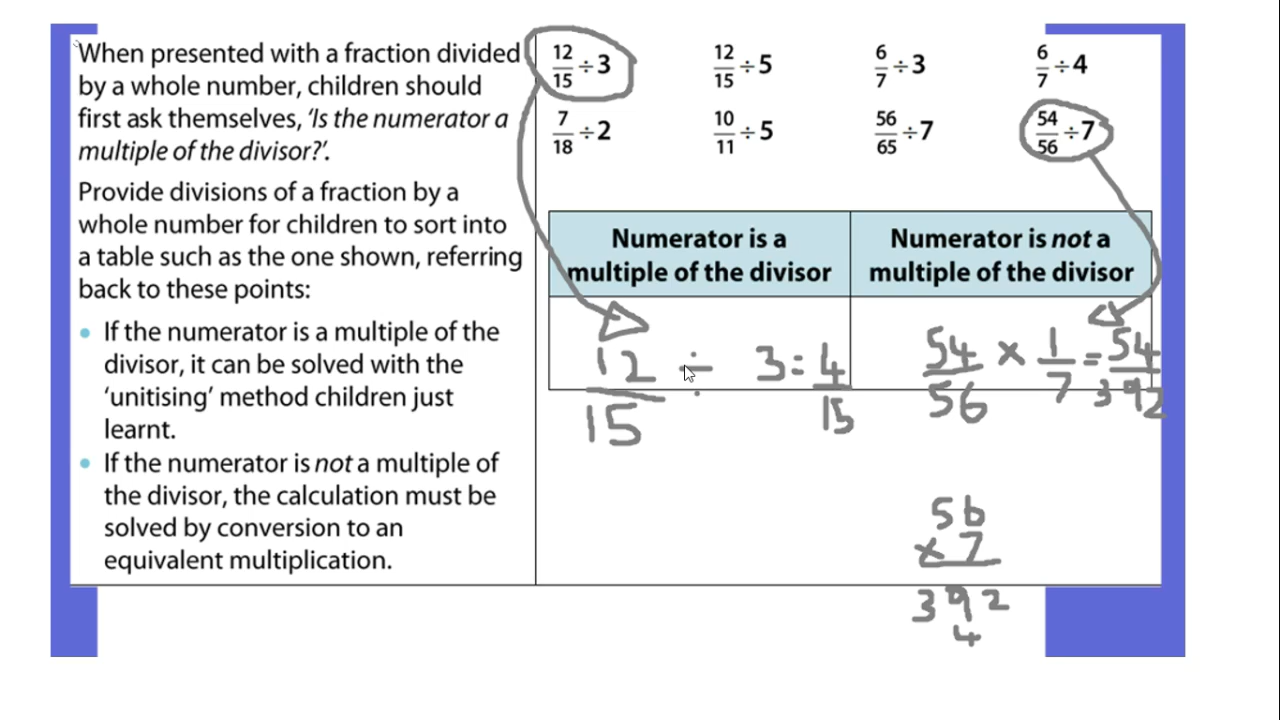 When presented with a fraction divided
by a whole number, children should
first ask themselves, 'Is the numerator a
multiple of the divisor?'.
Provide divisions of a fraction by a
whole number for children to sort into
a table such as the one shown, referring
back to these points:
• If the numerator is a multiple of the
divisor, it can be solved with the
'unitising' method children just
learnt.
• If the numerator is not a multiple of
the divisor, the calculation must be
solved by conversion to an
equivalent multiplication.
12/15 ÷ 3 12/15 ÷ 5 6/7 ÷ 3 6/7 ÷ 4
7/18 ÷ 2 10/11 ÷ 5 56/65 ÷ 7 54/56 ÷ 7
Numerator is a
multiple of the divisor
Numerator is not a
multiple of the divisor
12/15 ÷ 3 = 4/15
54/56 × 1/7 = 54/392
56
× 7
392
4